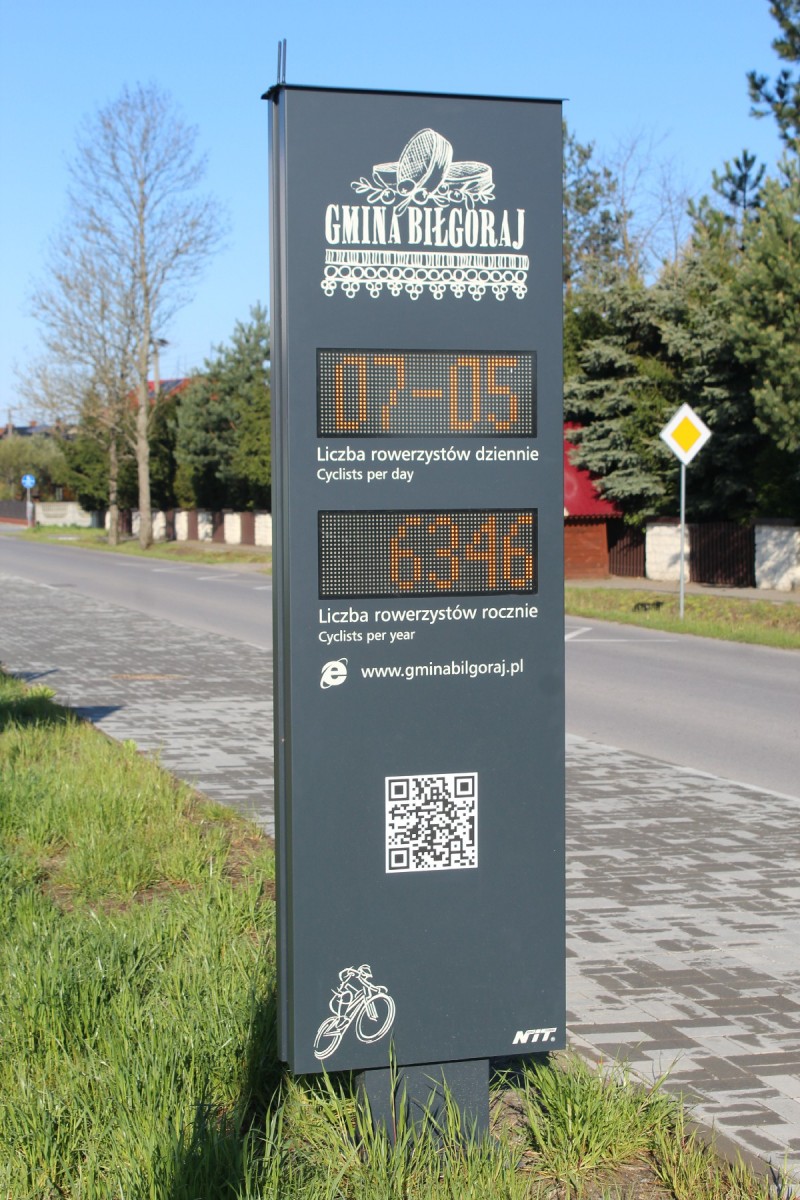 GMINA BIŁGORAJ
07-05
Liczba rowerzystów dziennie
Cyclists per day
6346
Liczba rowerzystów rocznie
Cyclists per year
www.gminabilgoraj.pl
NiT®